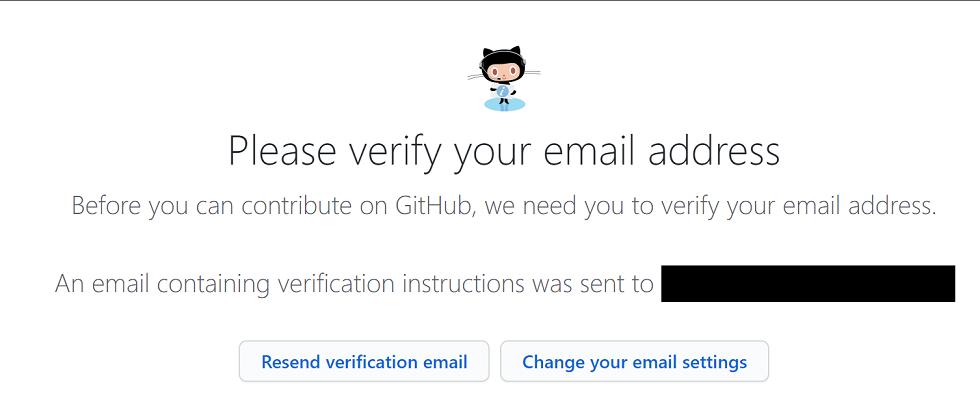 Please verify your email address
Before you can contribute on GitHub, we need you to verify your email address.
An email containing verification instructions was sent to
Resend verification email
Change your email settings